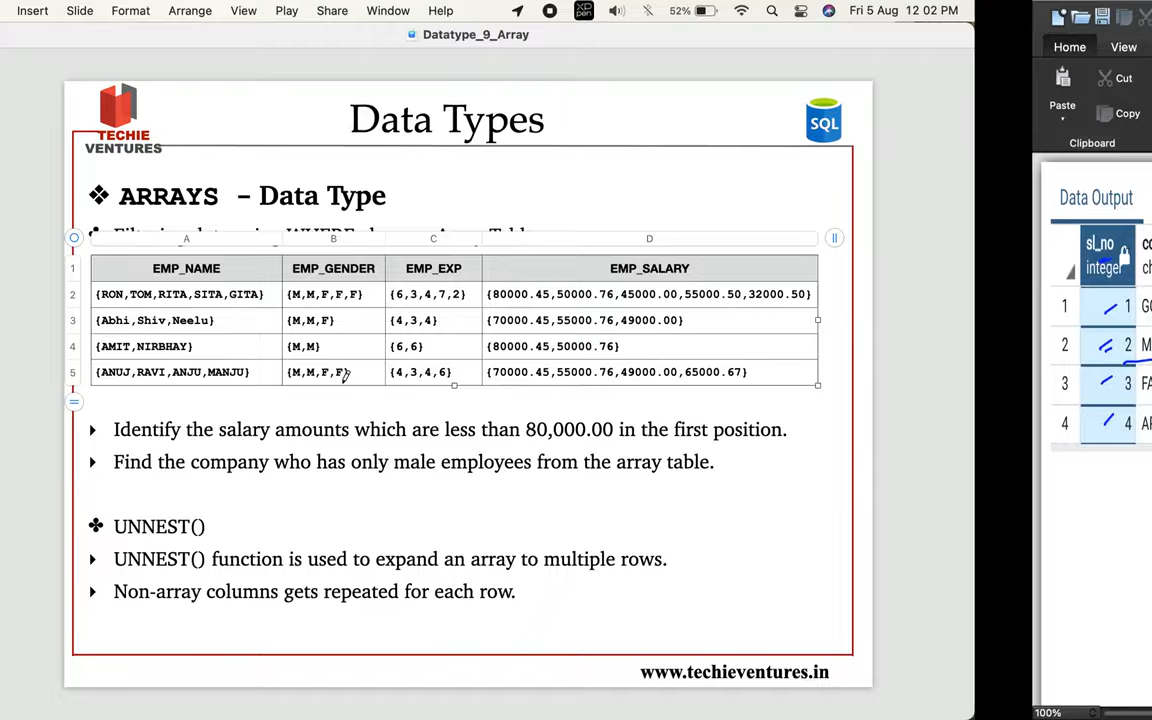 Insert Slide Format Arrange View Play Share Window Help XP pen 52% Fri 5 Aug 12:02 PM
Datatype_9_Array
Home View
Cut
Paste
Copy
Clipboard
TECHIE
VENTURES
Data Types
SQL
❖ ARRAYS – Data Type
A B C D
1 EMP_NAME EMP_GENDER EMP_EXP EMP_SALARY
2 {RON,TOM,RITA,SITA,GITA} {M,M,F,F,F} {6,3,4,7,2} {80000.45,50000.76,45000.00,55000.50,32000.50}
3 {Abhi,Shiv,Neelu} {M,M,F} {4,3,4} {70000.45,55000.76,49000.00}
4 {AMIT,NIRBHAY} {M,M} {6,6} {80000.45,50000.76}
5 {ANUJ,RAVI,ANJU,MANJU} {M,M,F,F} {4,3,4,6} {70000.45,55000.76,49000.00,65000.67}
Identify the salary amounts which are less than 80,000.00 in the first position.
Find the company who has only male employees from the array table.
UNNEST()
UNNEST() function is used to expand an array to multiple rows.
Non-array columns gets repeated for each row.
www.techieventures.in
Data Output
sl_no
integer
1 1
2 2
3 3
4 4
100%